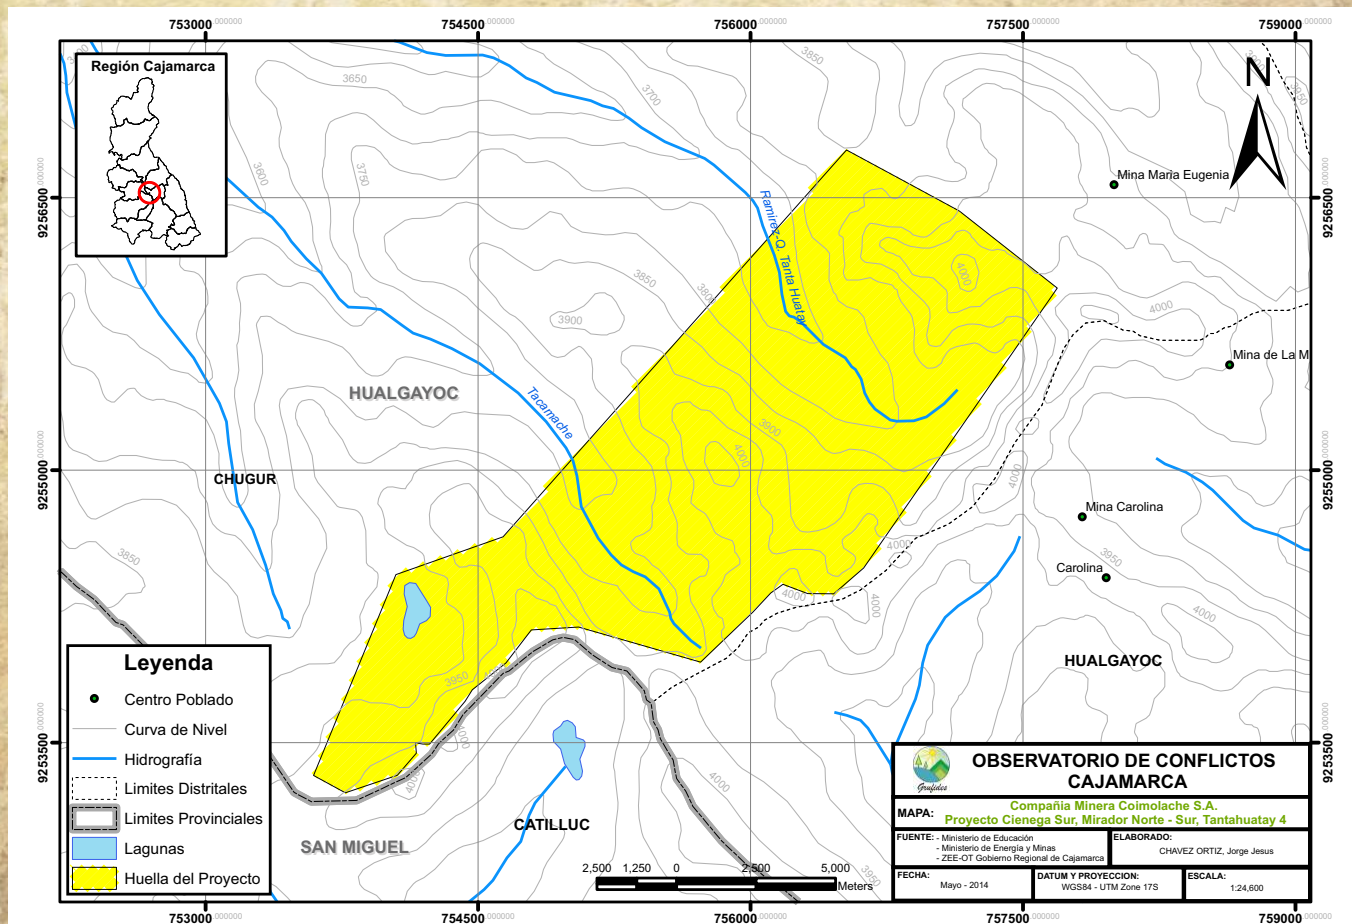 753000.000000
754500.000000
756000.000000
757500.000000
759000.000000
Región Cajamarca
N
3650
3700
3850
3950
3600
3750
Mina Maria Eugenia
9256500.000000
9256500.000000
Ramirez-Q. Tanta Huatay
4000
3850
3800
3900
4000
Mina de La M
HUALGAYOC
Tacamache
3900
4000
4000
9255000.000000
9255000.000000
CHUGUR
Mina Carolina
4000
3950
3850
Carolina
4000
4000
4000
HUALGAYOC
3950
4000
4000
4000
9253500.000000
9253500.000000
CATILLUC
SAN MIGUEL
3950
Leyenda
Centro Poblado
Curva de Nivel
Hidrografía
Limites Distritales
Limites Provinciales
Lagunas
Huella del Proyecto
2,500 1,250 0 2,500 5,000
Meters
Grufides
OBSERVATORIO DE CONFLICTOS
CAJAMARCA
MAPA:
Compañia Minera Coimolache S.A.
Proyecto Cienega Sur, Mirador Norte - Sur, Tantahuatay 4
FUENTE: - Ministerio de Educación
- Ministerio de Energía y Minas
- ZEE-OT Gobierno Regional de Cajamarca
ELABORADO:
CHAVEZ ORTIZ, Jorge Jesus
FECHA:
Mayo - 2014
DATUM Y PROYECCION:
WGS84 - UTM Zone 17S
ESCALA:
1:24,600
753000.000000
754500.000000
756000.000000
757500.000000
759000.000000